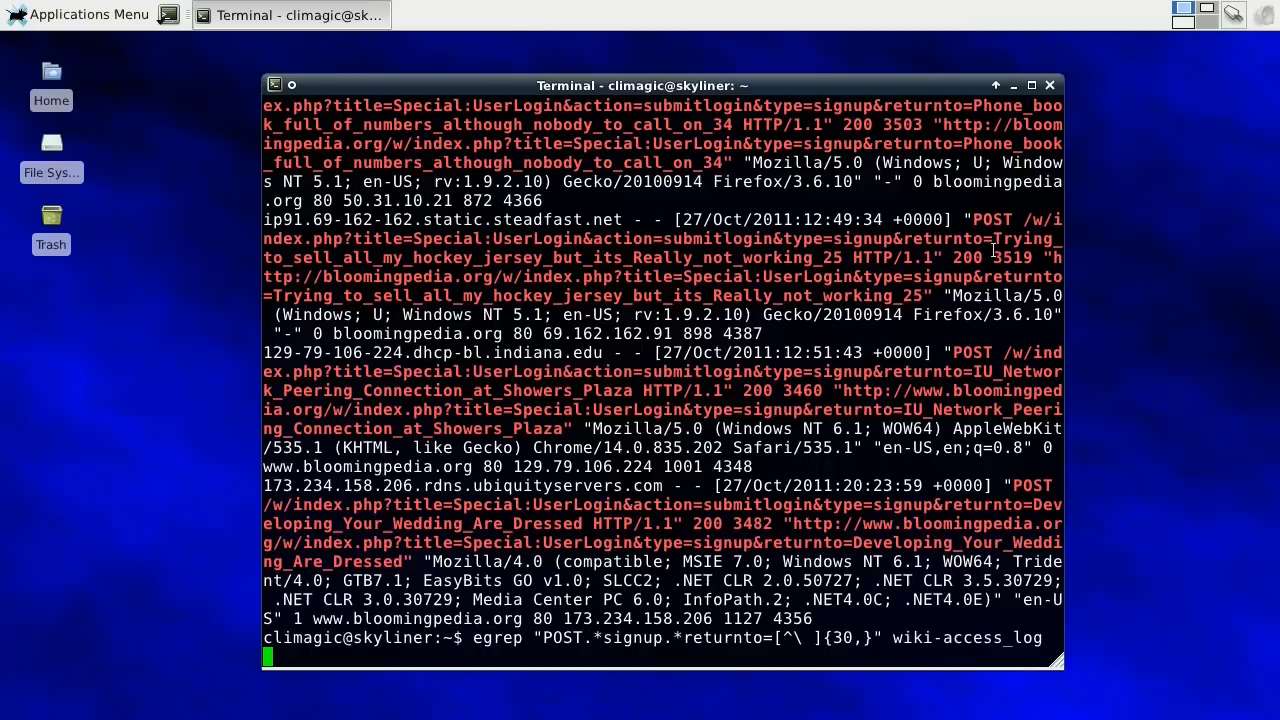 Applications Menu
Terminal - climagic@sk...
Home
File Sys...
Trash
Terminal - climagic@skyliner: ~
ex.php?title=Special:UserLogin&action=submitlogin&type=signup&returnto=Phone_boo
k_full_of_numbers_although_nobody_to_call_on_34 HTTP/1.1" 200 3503 "http://bloom
ingpedia.org/w/index.php?title=Special:UserLogin&type=signup&returnto=Phone_book
_full_of_numbers_although_nobody_to_call_on_34" "Mozilla/5.0 (Windows; U; Window
s NT 5.1; en-US; rv:1.9.2.10) Gecko/20100914 Firefox/3.6.10" "-" 0 bloomingpedia
.org 80 50.31.10.21 872 4366
ip91.69-162-162.static.steadfast.net - - [27/Oct/2011:12:49:34 +0000] "POST /w/i
ndex.php?title=Special:UserLogin&action=submitlogin&type=signup&returnto=Trying_
to_sell_all_my_hockey_jersey_but_its_Really_not_working_25 HTTP/1.1" 200 3519 "h
ttp://bloomingpedia.org/w/index.php?title=Special:UserLogin&type=signup&returnto
=Trying_to_sell_all_my_hockey_jersey_but_its_Really_not_working_25" "Mozilla/5.0
(Windows; U; Windows NT 5.1; en-US; rv:1.9.2.10) Gecko/20100914 Firefox/3.6.10"
"-" 0 bloomingpedia.org 80 69.162.162.91 898 4387
129-79-106-224.dhcp-bl.indiana.edu - - [27/Oct/2011:12:51:43 +0000] "POST /w/ind
ex.php?title=Special:UserLogin&action=submitlogin&type=signup&returnto=IU_Networ
k_Peering_Connection_at_Showers_Plaza HTTP/1.1" 200 3460 "http://www.bloomingped
ia.org/w/index.php?title=Special:UserLogin&type=signup&returnto=IU_Network_Peeri
ng_Connection_at_Showers_Plaza" "Mozilla/5.0 (Windows NT 6.1; WOW64) AppleWebKit
/535.1 (KHTML, like Gecko) Chrome/14.0.835.202 Safari/535.1" "en-US,en;q=0.8" 0
www.bloomingpedia.org 80 129.79.106.224 1001 4348
173.234.158.206.rdns.ubiquityservers.com - - [27/Oct/2011:20:23:59 +0000] "POST
/w/index.php?title=Special:UserLogin&action=submitlogin&type=signup&returnto=Dev
eloping_Your_Wedding_Are_Dressed HTTP/1.1" 200 3482 "http://www.bloomingpedia.or
g/w/index.php?title=Special:UserLogin&type=signup&returnto=Developing_Your_Weddi
ng_Are_Dressed" "Mozilla/4.0 (compatible; MSIE 7.0; Windows NT 6.1; WOW64; Tride
nt/4.0; GTB7.1; EasyBits GO v1.0; SLCC2; .NET CLR 2.0.50727; .NET CLR 3.5.30729;
.NET CLR 3.0.30729; Media Center PC 6.0; InfoPath.2; .NET4.0C; .NET4.0E)" "en-U
S" 1 www.bloomingpedia.org 80 173.234.158.206 1127 4356
climagic@skyliner:~$ egrep "POST.*signup.*returnto=[^\ ]{30,}" wiki-access_log